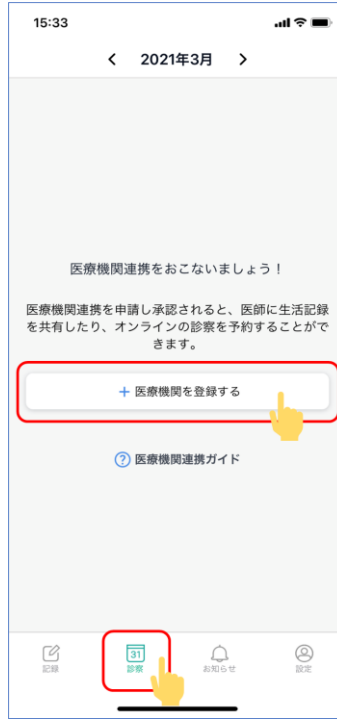 15:33
2021年3月
医療機関連携をおこないましょう！
医療機関連携を申請し承認されると、医師に生活記録
を共有したり、オンラインの診察を予約することがで
きます。
+ 医療機関を登録する
? 医療機関連携ガイド
31
記録 診察 お知らせ 設定